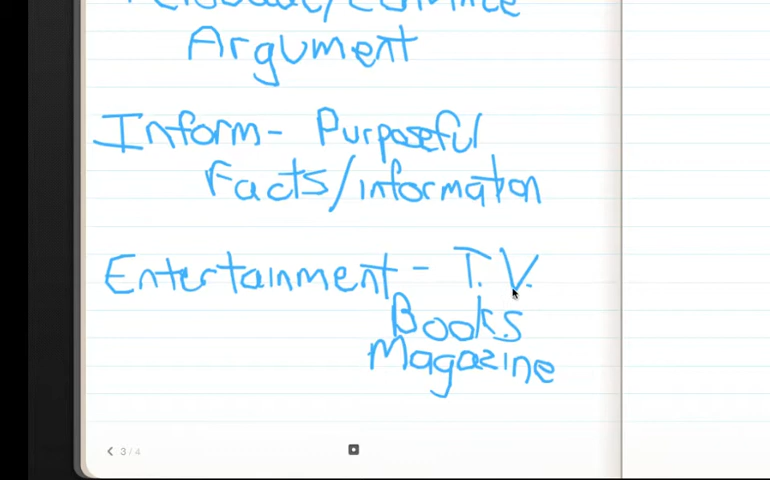 Argument
Inform- Purposeful
Facts/informaton
Entertainment - T.V.
Books
Magazine
3/4